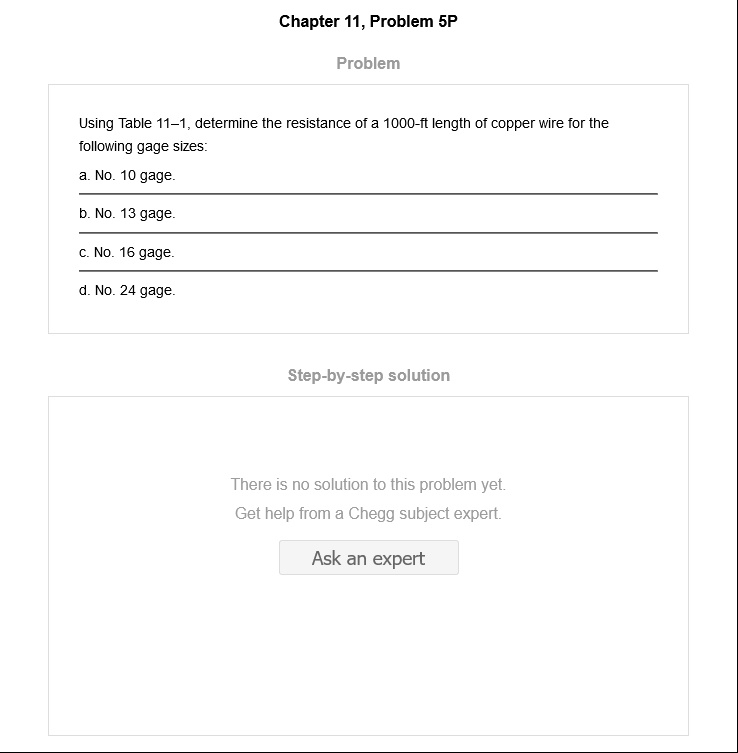 Chapter 11, Problem 5P
Problem
Using Table 11–1, determine the resistance of a 1000-ft length of copper wire for the
following gage sizes:
a. No. 10 gage.
b. No. 13 gage.
c. No. 16 gage.
d. No. 24 gage.
Step-by-step solution
There is no solution to this problem yet.
Get help from a Chegg subject expert.
Ask an expert